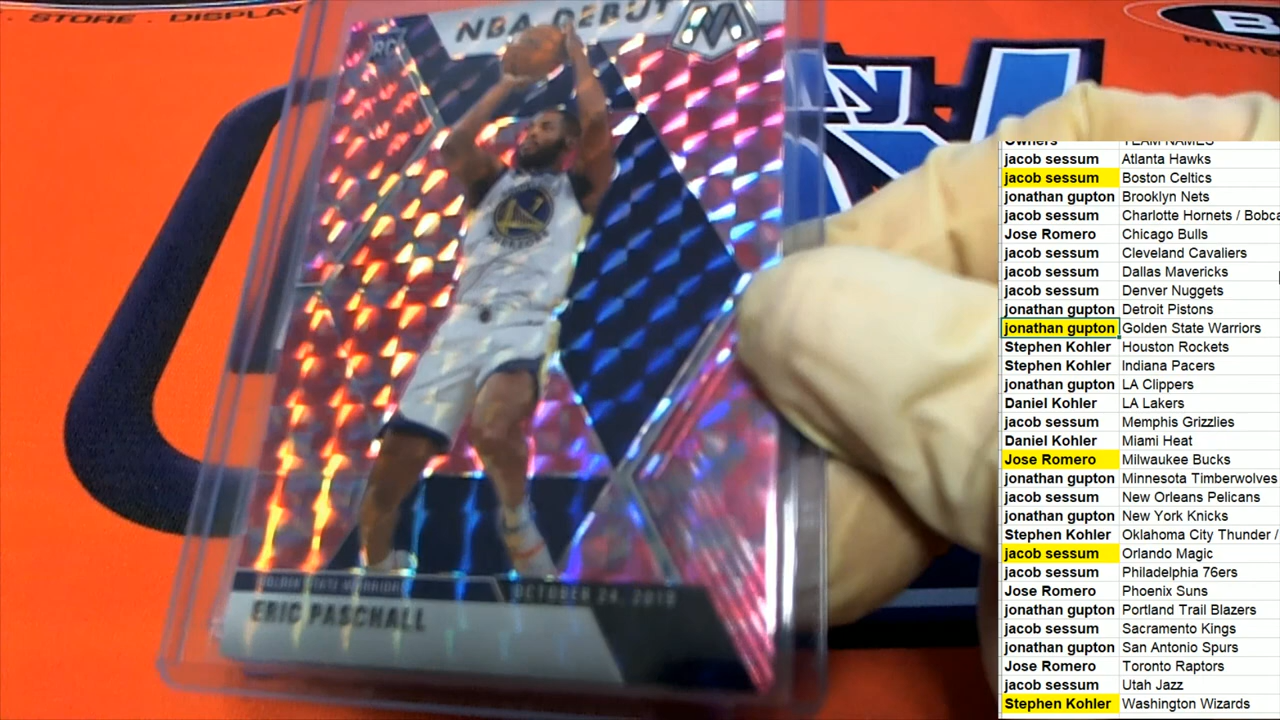 STORE · DISPLAY
NBA DEBUT
RC
WARRIORS
GOLDEN STATE WARRIORS
OCTOBER 24, 2019
ERIC PASCHALL
Owners TEAM NAMES
jacob sessum Atlanta Hawks
jacob sessum Boston Celtics
jonathan gupton Brooklyn Nets
jacob sessum Charlotte Hornets / Bobc
Jose Romero Chicago Bulls
jacob sessum Cleveland Cavaliers
jacob sessum Dallas Mavericks
jacob sessum Denver Nuggets
jonathan gupton Detroit Pistons
jonathan gupton Golden State Warriors
Stephen Kohler Houston Rockets
Stephen Kohler Indiana Pacers
jonathan gupton LA Clippers
Daniel Kohler LA Lakers
jacob sessum Memphis Grizzlies
Daniel Kohler Miami Heat
Jose Romero Milwaukee Bucks
jonathan gupton Minnesota Timberwolves
jacob sessum New Orleans Pelicans
jonathan gupton New York Knicks
Stephen Kohler Oklahoma City Thunder /
jacob sessum Orlando Magic
jacob sessum Philadelphia 76ers
Jose Romero Phoenix Suns
jonathan gupton Portland Trail Blazers
jacob sessum Sacramento Kings
jonathan gupton San Antonio Spurs
Jose Romero Toronto Raptors
jacob sessum Utah Jazz
Stephen Kohler Washington Wizards